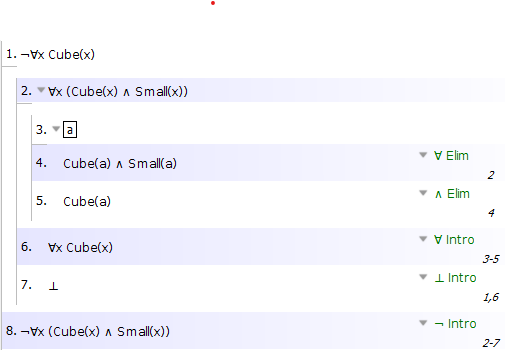 1. ¬∀x Cube(x)
2. ∀x (Cube(x) ∧ Small(x))
3. a
4. Cube(a) ∧ Small(a) ∀ Elim
2
5. Cube(a) ∧ Elim
4
6. ∀x Cube(x) ∀ Intro
3-5
7. ⊥ ⊥ Intro
1,6
8. ¬∀x (Cube(x) ∧ Small(x)) ¬ Intro
2-7